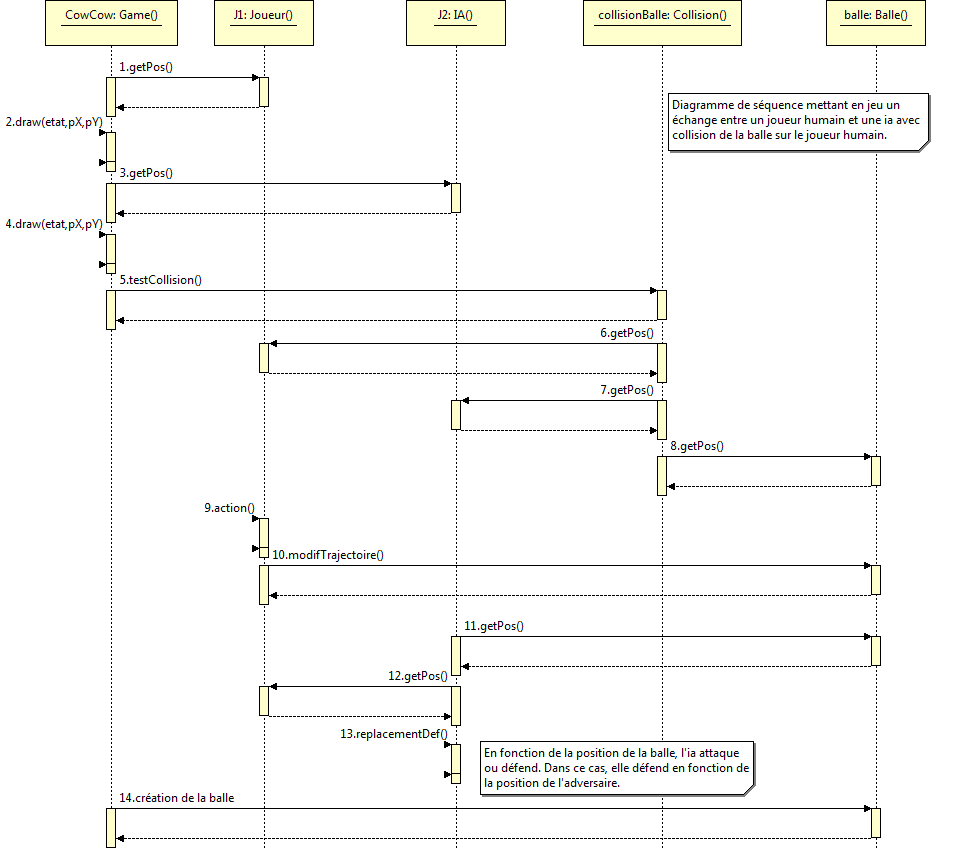 CowCow: Game()
J1: Joueur()
J2: IA()
collisionBalle: Collision()
balle: Balle()
1.getPos()
Diagramme de séquence mettant en jeu un
échange entre un joueur humain et une ia avec
collision de la balle sur le joueur humain.
2.draw(etat,pX,pY)
3.getPos()
4.draw(etat,pX,pY)
5.testCollision()
6.getPos()
7.getPos()
8.getPos()
9.action()
10.modifTrajectoire()
11.getPos()
12.getPos()
13.replacementDef()
En fonction de la position de la balle, l'ia attaque
ou défend. Dans ce cas, elle défend en fonction de
la position de l'adversaire.
14.création de la balle